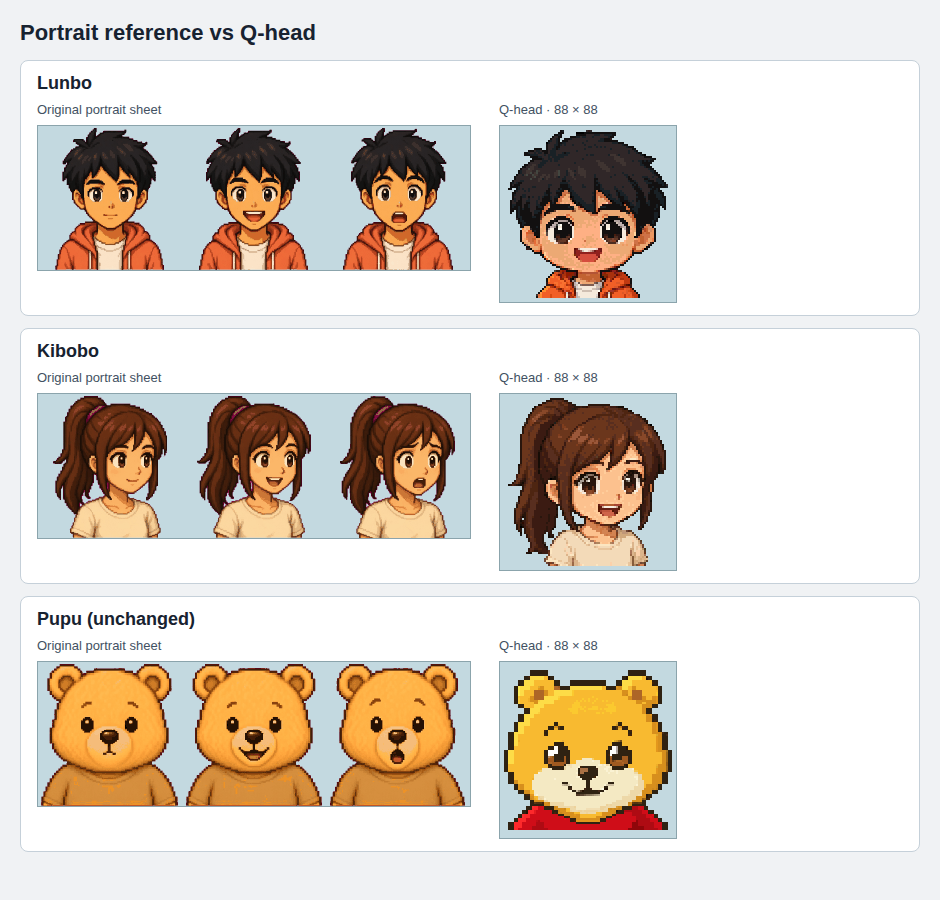 Portrait reference vs Q-head
Lunbo
Original portrait sheet
Q-head · 88 × 88
Kibobo
Original portrait sheet
Q-head · 88 × 88
Pupu (unchanged)
Original portrait sheet
Q-head · 88 × 88